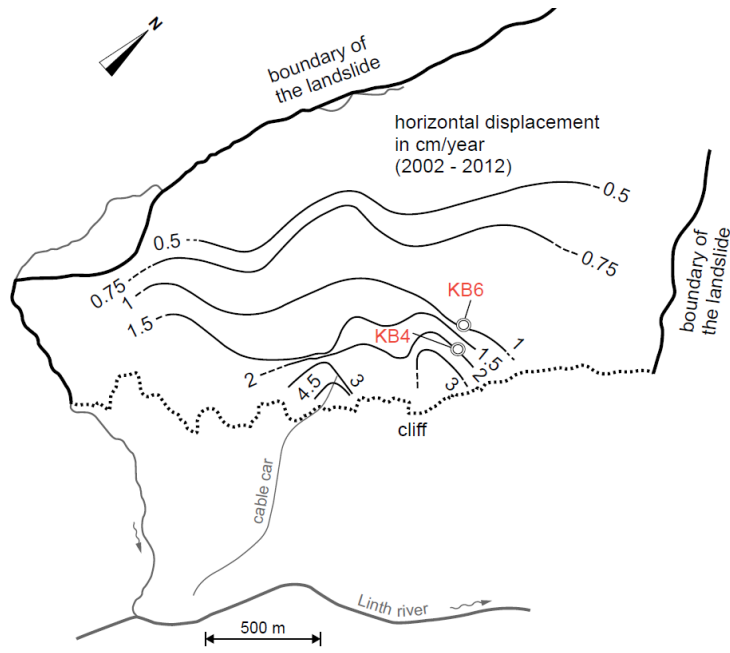 N
boundary of
the landslide
horizontal displacement
in cm/year
(2002 - 2012)
0.5
0.5
0.75
0.75
1
1.5
KB6
KB4
1
1.5
2
2
4.5
3
3
boundary of
the landslide
cliff
cable car
Linth river
500 m